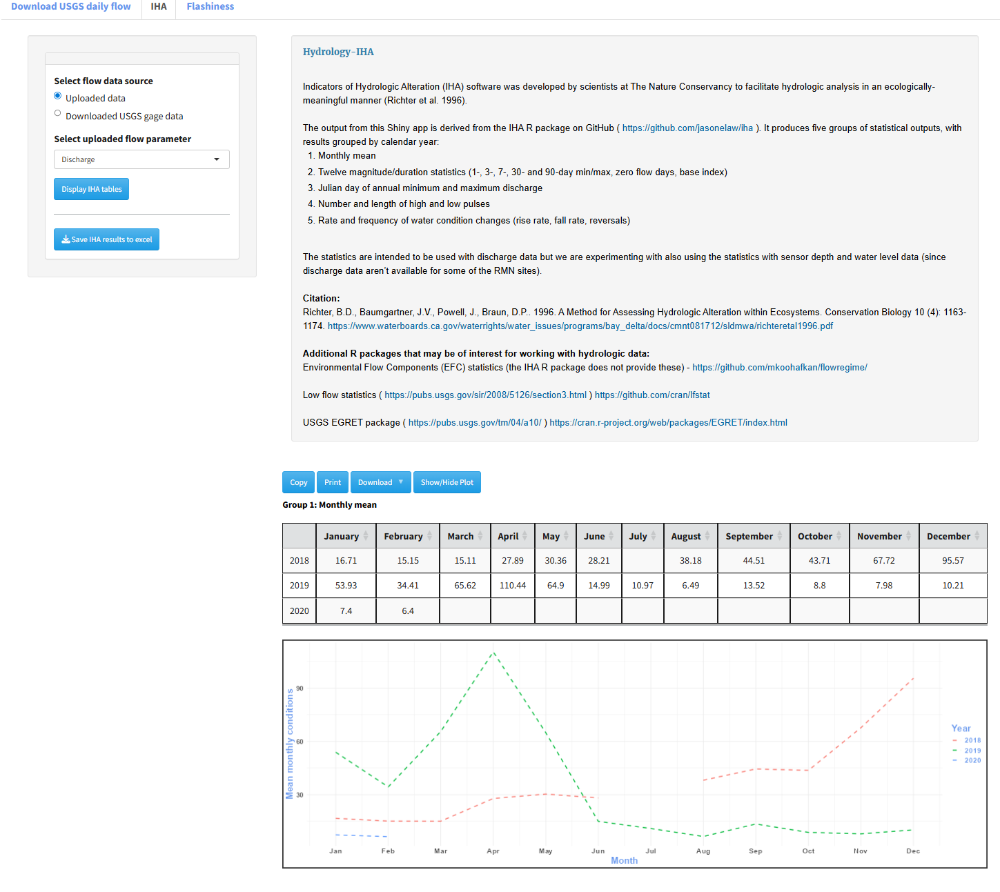 Download USGS daily flow
IHA
Flashiness
Select flow data source
Uploaded data
Downloaded USGS gage data
Select uploaded flow parameter
Discharge
Display IHA tables
Save IHA results to excel
Hydrology-IHA
Indicators of Hydrologic Alteration (IHA) software was developed by scientists at The Nature Conservancy to facilitate hydrologic analysis in an ecologically-
meaningful manner (Richter et al. 1996).
The output from this Shiny app is derived from the IHA R package on GitHub ( https://github.com/jasonelaw/iha ). It produces five groups of statistical outputs, with
results grouped by calendar year:
1. Monthly mean
2. Twelve magnitude/duration statistics (1-, 3-, 7-, 30- and 90-day min/max, zero flow days, base index)
3. Julian day of annual minimum and maximum discharge
4. Number and length of high and low pulses
5. Rate and frequency of water condition changes (rise rate, fall rate, reversals)
The statistics are intended to be used with discharge data but we are experimenting with also using the statistics with sensor depth and water level data (since
discharge data aren't available for some of the RMN sites).
Citation:
Richter, B.D., Baumgartner, J.V., Powell, J., Braun, D.P.. 1996. A Method for Assessing Hydrologic Alteration within Ecosystems. Conservation Biology 10 (4): 1163-
1174. https://www.waterboards.ca.gov/waterrights/water_issues/programs/bay_delta/docs/cmnt081712/sldmwa/richteretal1996.pdf
Additional R packages that may be of interest for working with hydrologic data:
Environmental Flow Components (EFC) statistics (the IHA R package does not provide these) - https://github.com/mkoohafkan/flowregime/
Low flow statistics ( https://pubs.usgs.gov/sir/2008/5126/section3.html ) https://github.com/cran/lfstat
USGS EGRET package ( https://pubs.usgs.gov/tm/04/a10/ ) https://cran.r-project.org/web/packages/EGRET/index.html
Copy
Print
Download
Show/Hide Plot
Group 1: Monthly mean
January February March April May June July August September October November December
2018 16.71 15.15 15.11 27.89 30.36 28.21 38.18 44.51 43.71 67.72 95.57
2019 53.93 34.41 65.62 110.44 64.9 14.99 10.97 6.49 13.52 8.8 7.98 10.21
2020 7.4 6.4
Mean monthly conditions
90
60
30
Jan Feb Mar Apr May Jun Jul Aug Sep Oct Nov Dec
Month
Year
2018
2019
2020